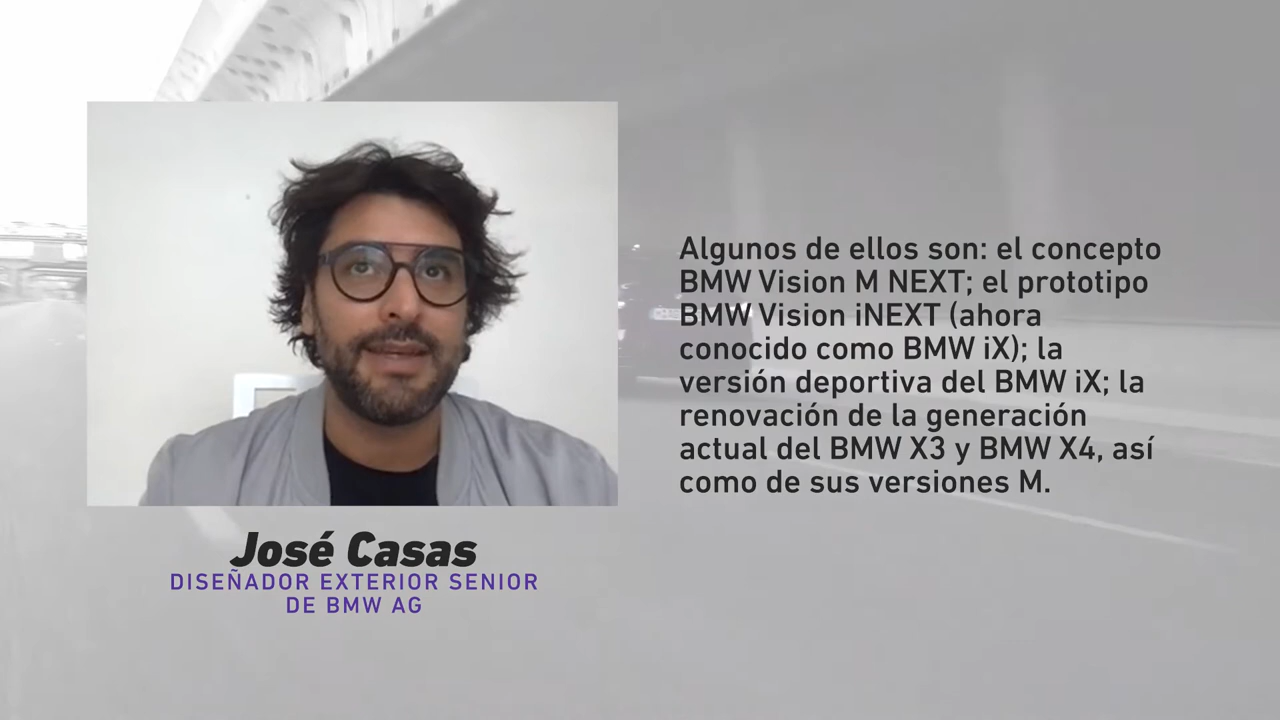 José Casas
DISEÑADOR EXTERIOR SENIOR
DE BMW AG
Algunos de ellos son: el concepto
BMW Vision M NEXT; el prototipo
BMW Vision iNEXT (ahora
conocido como BMW iX); la
versión deportiva del BMW iX; la
renovación de la generación
actual del BMW X3 y BMW X4, así
como de sus versiones M.